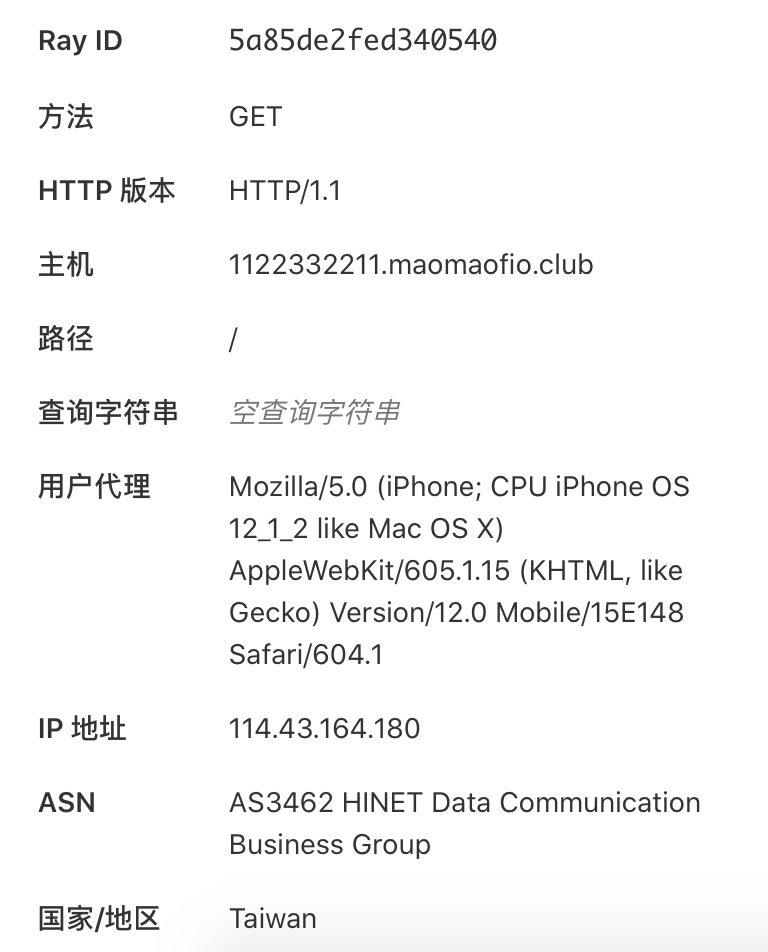 Ray ID 5a85de2fed340540
方法 GET
HTTP 版本 HTTP/1.1
主机 1122332211.maomaofio.club
路径 /
查询字符串 空查询字符串
用户代理 Mozilla/5.0 (iPhone; CPU iPhone OS
12_1_2 like Mac OS X)
AppleWebKit/605.1.15 (KHTML, like
Gecko) Version/12.0 Mobile/15E148
Safari/604.1
IP 地址 114.43.164.180
ASN AS3462 HINET Data Communication
Business Group
国家/地区 Taiwan